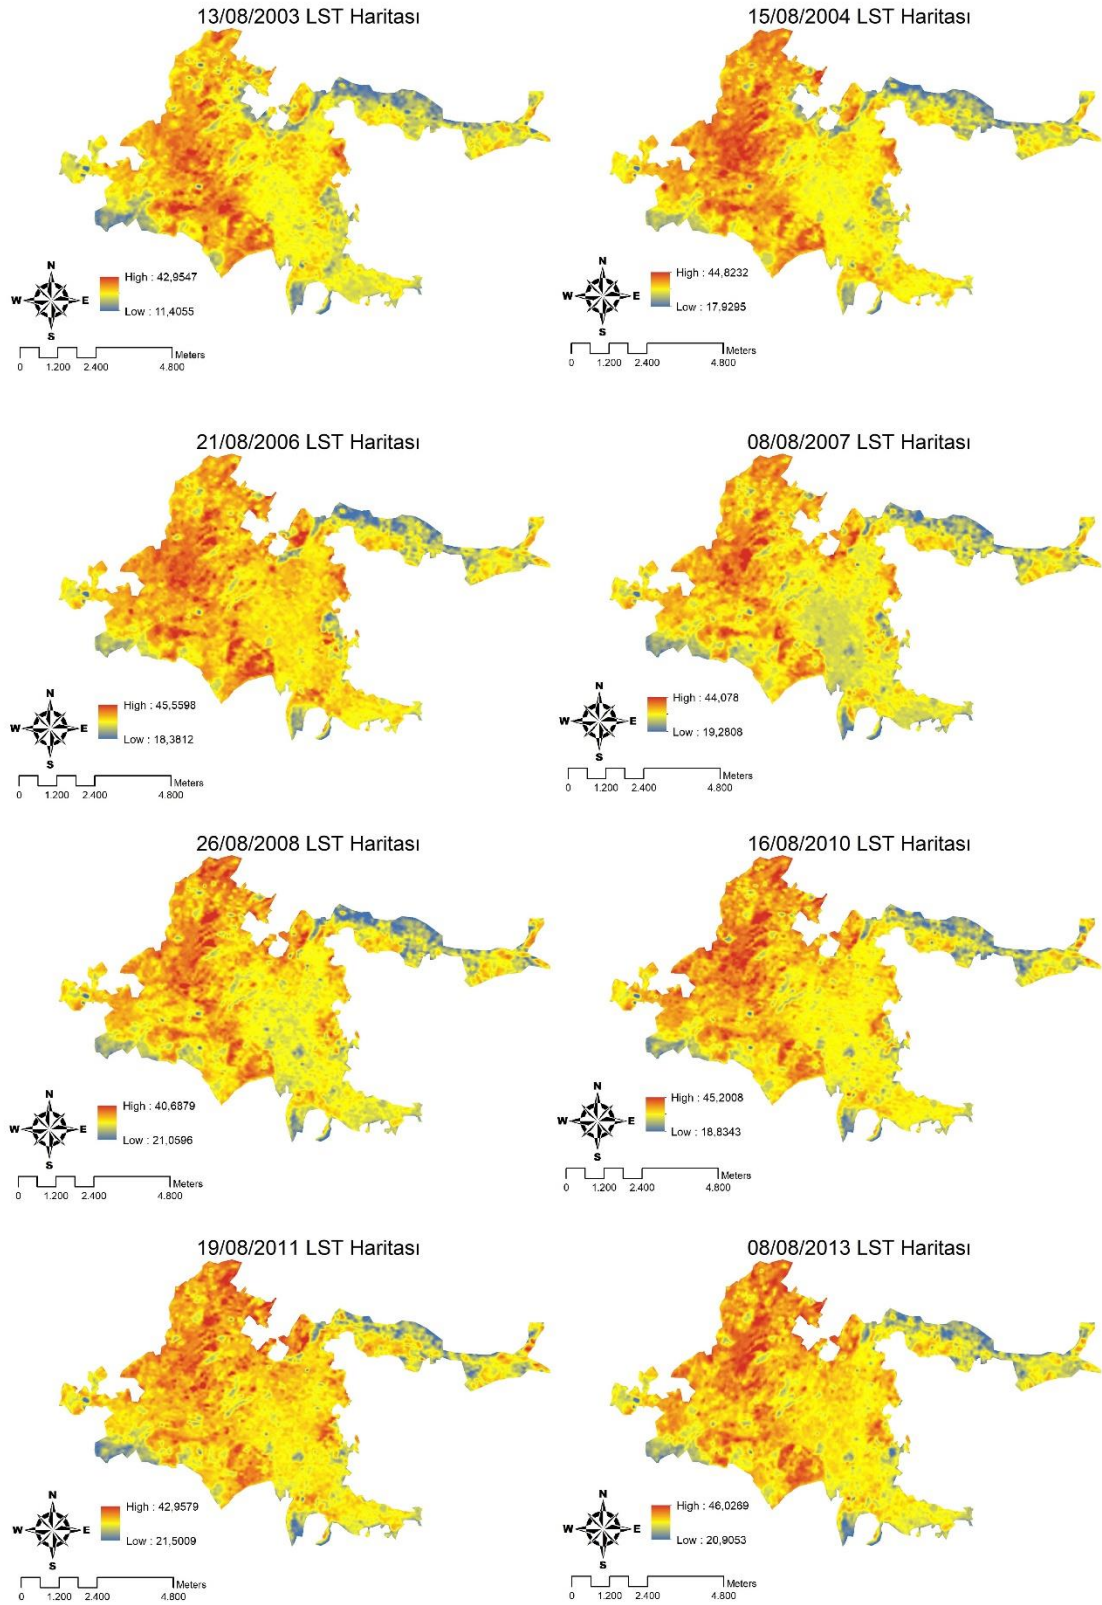 13/08/2003 LST Haritası
N
W E
S
High : 42,9547
Low : 11,4055
Meters
0 1.200 2.400 4.800
15/08/2004 LST Haritası
N
W E
S
High : 44,8232
Low : 17,9295
Meters
0 1.200 2.400 4.800
21/08/2006 LST Haritası
N
W E
S
High : 45,5598
Low : 18,3812
Meters
0 1.200 2.400 4.800
08/08/2007 LST Haritası
N
W E
S
High : 44,078
Low : 19,2808
Meters
0 1.200 2.400 4.800
26/08/2008 LST Haritası
N
W E
S
High : 40,6879
Low : 21,0596
Meters
0 1.200 2.400 4.800
16/08/2010 LST Haritası
N
W E
S
High : 45,2008
Low : 18,8343
Meters
0 1.200 2.400 4.800
19/08/2011 LST Haritası
N
W E
S
High : 42,9579
Low : 21,5009
Meters
0 1.200 2.400 4.800
08/08/2013 LST Haritası
N
W E
S
High : 46,0269
Low : 20,9053
Meters
0 1.200 2.400 4.800